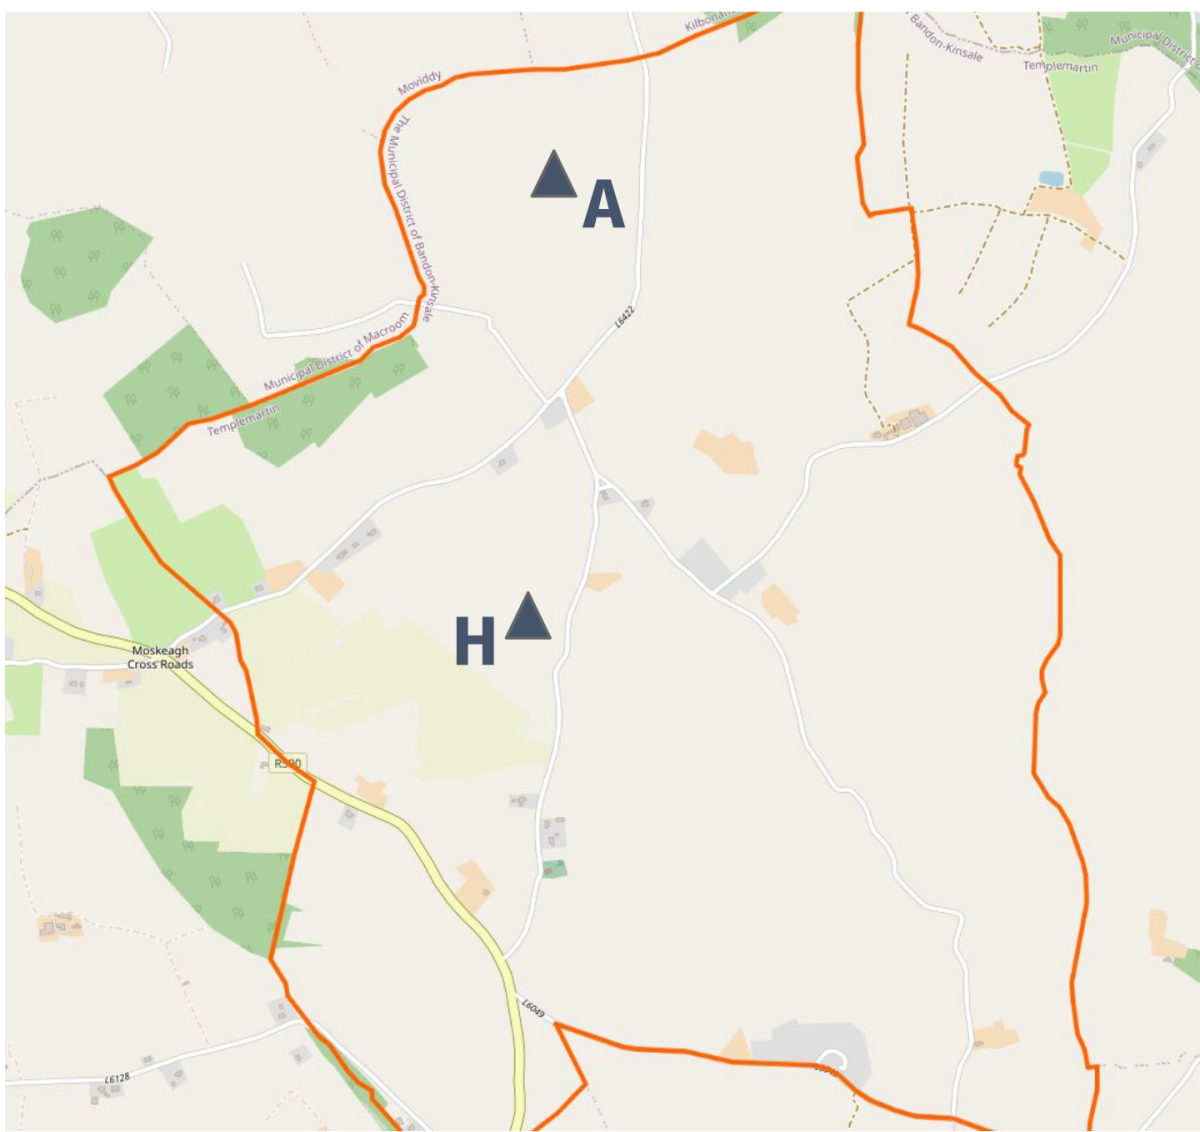 Kilbonane
Bandon-Kinsale
Municipal District of
Templemartin
Moviddy
The Municipal District of Bandon-Kinsale
A
L6422
Municipal District of Macroom
Templemartin
H
Moskeagh
Cross Roads
R590
L6049
L6128